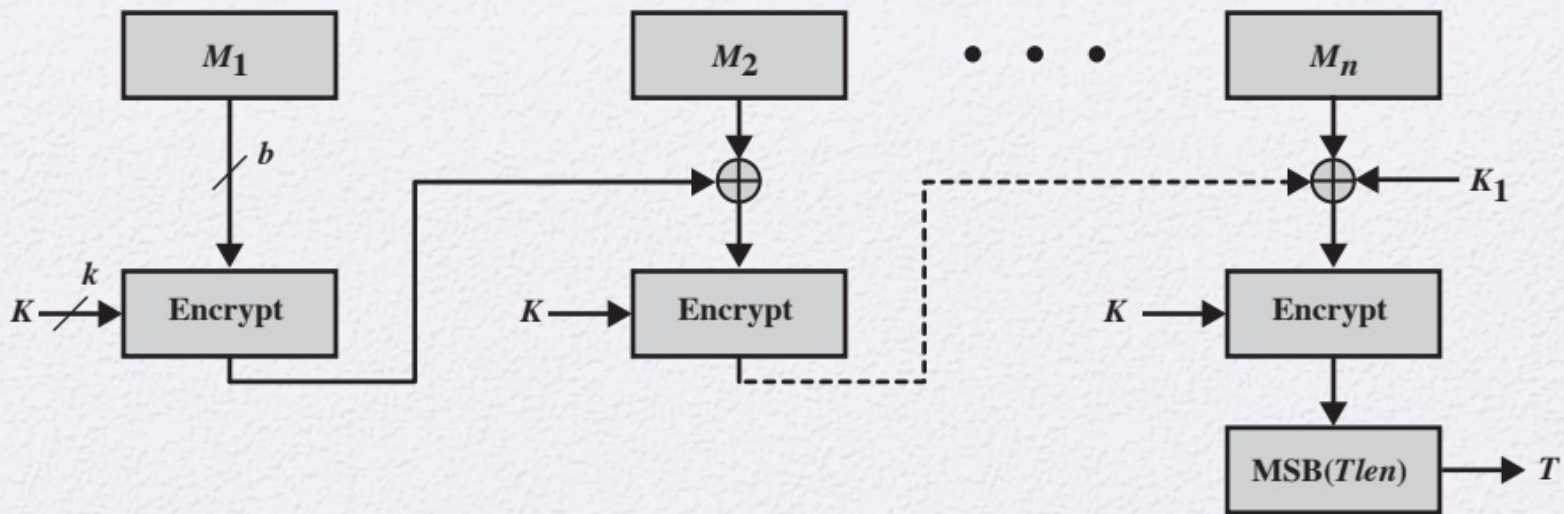 M1 M2 • • • Mn
b
K1
k
K Encrypt K Encrypt K Encrypt
MSB(Tlen) T